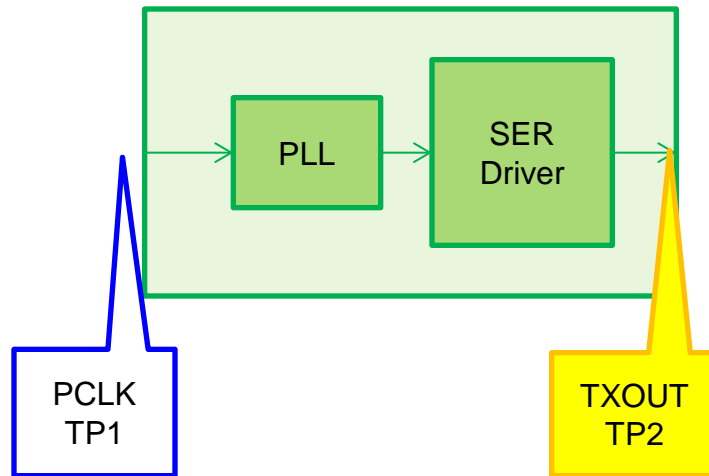 PLL
SER
Driver
PCLK
TP1
TXOUT
TP2